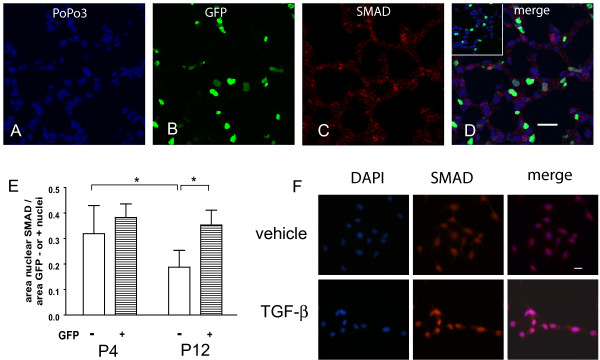 PoPo3 GFP SMAD merge
A B C D
E
area nuclear SMAD /
area GFP - or + nuclei
0.5
0.4
0.3
0.2
0.1
0.0
* *
GFP - + - +
P4 P12
F
DAPI SMAD merge
vehicle
TGF-β